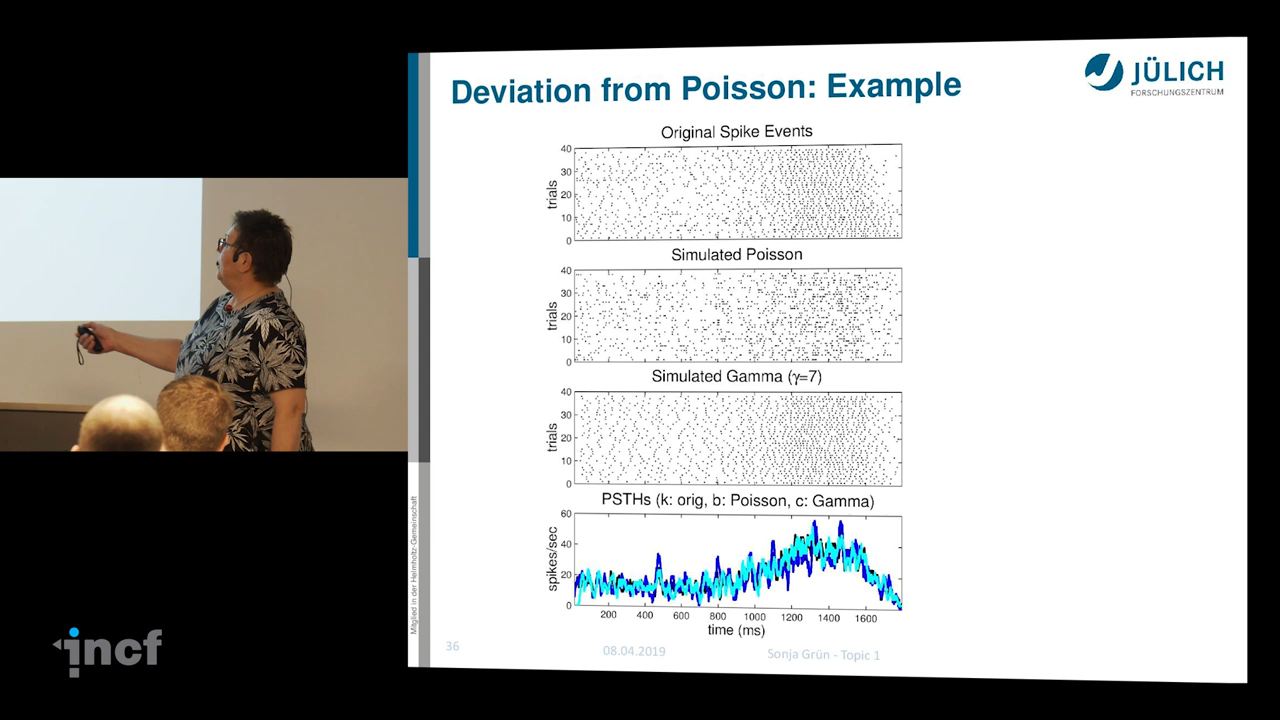 Deviation from Poisson: Example
JÜLICH
FORSCHUNGSZENTRUM
Original Spike Events
40
30
20
10
0
trials
Simulated Poisson
40
30
20
10
0
trials
Simulated Gamma (γ=7)
40
30
20
10
0
trials
PSTHs (k: orig, b: Poisson, c: Gamma)
60
40
20
0
spikes/sec
200 400 600 800 1000 1200 1400 1600
time (ms)
Mitglied in der Helmholtz-Gemeinschaft
36 08.04.2019 Sonja Grün - Topic 1
incf